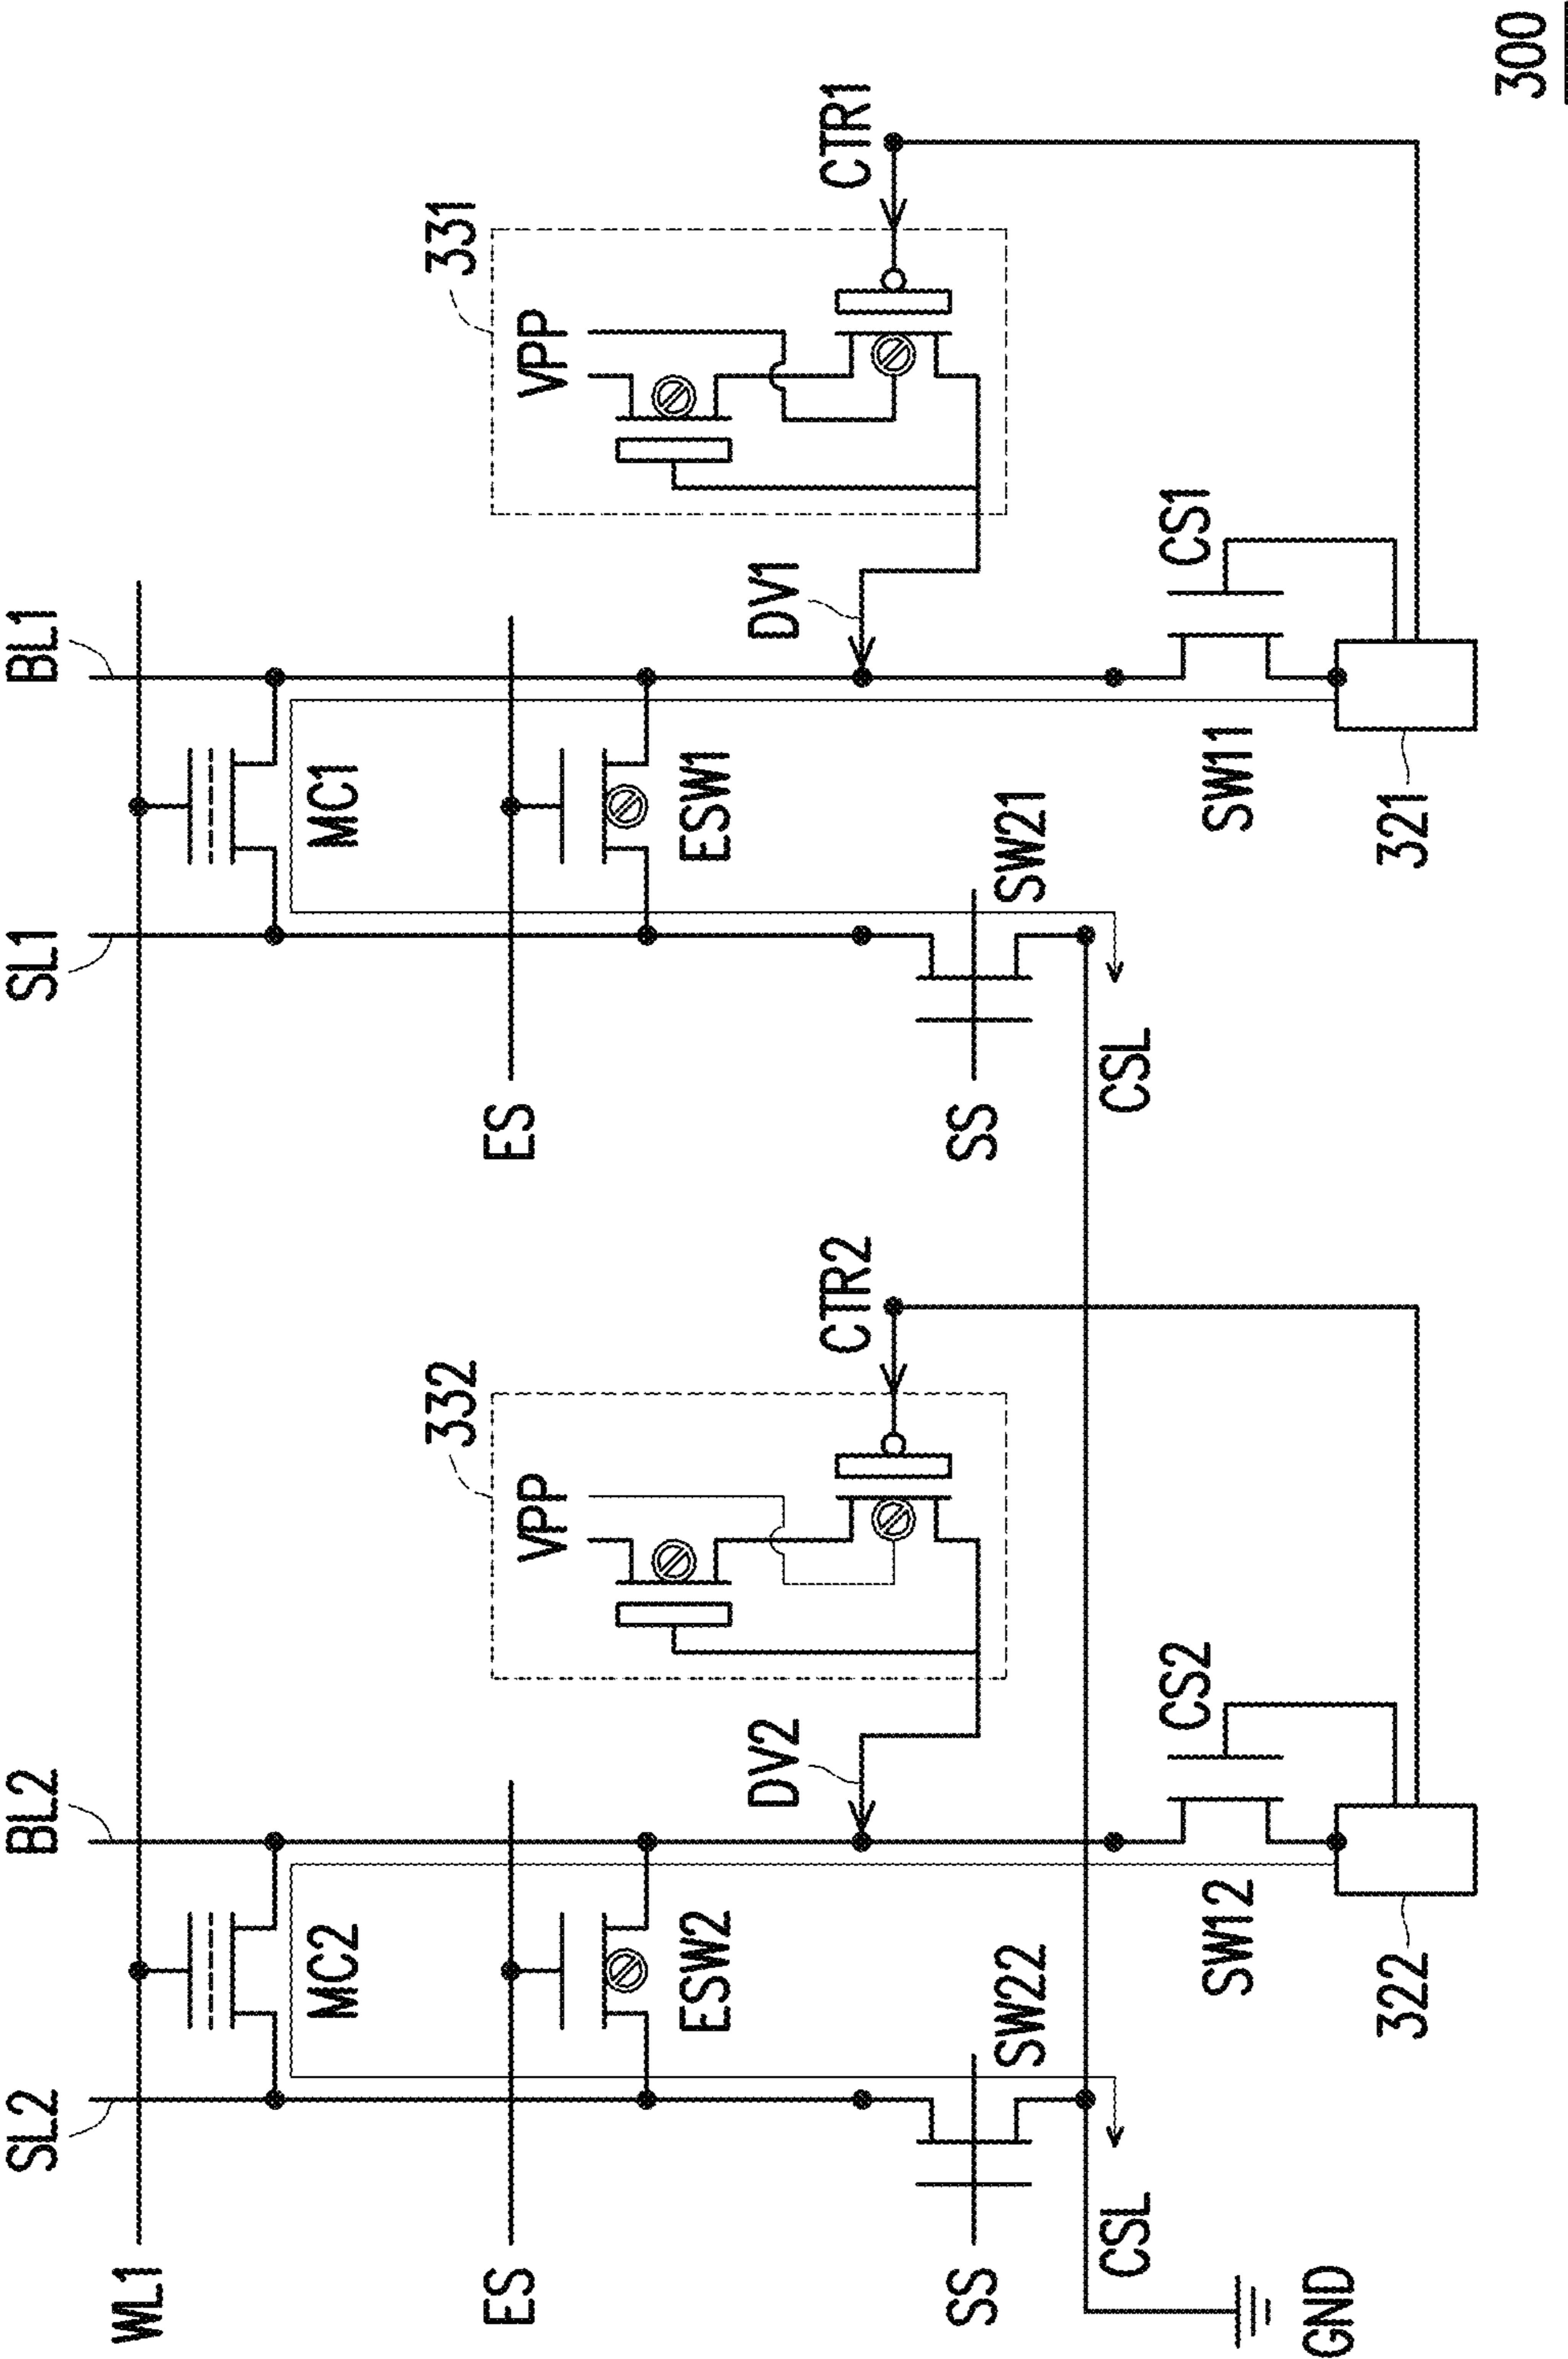 SL2
BL2
SL1
BL1
WL1
MC2
MC1
332
331
VPP
VPP
ES
ES
ESW2
ESW1
DV2
DV1
CTR2
CTR1
SS
SW22
SS
SW21
CSL
CSL
CS2
CS1
SW12
SW11
GND
322
321
300